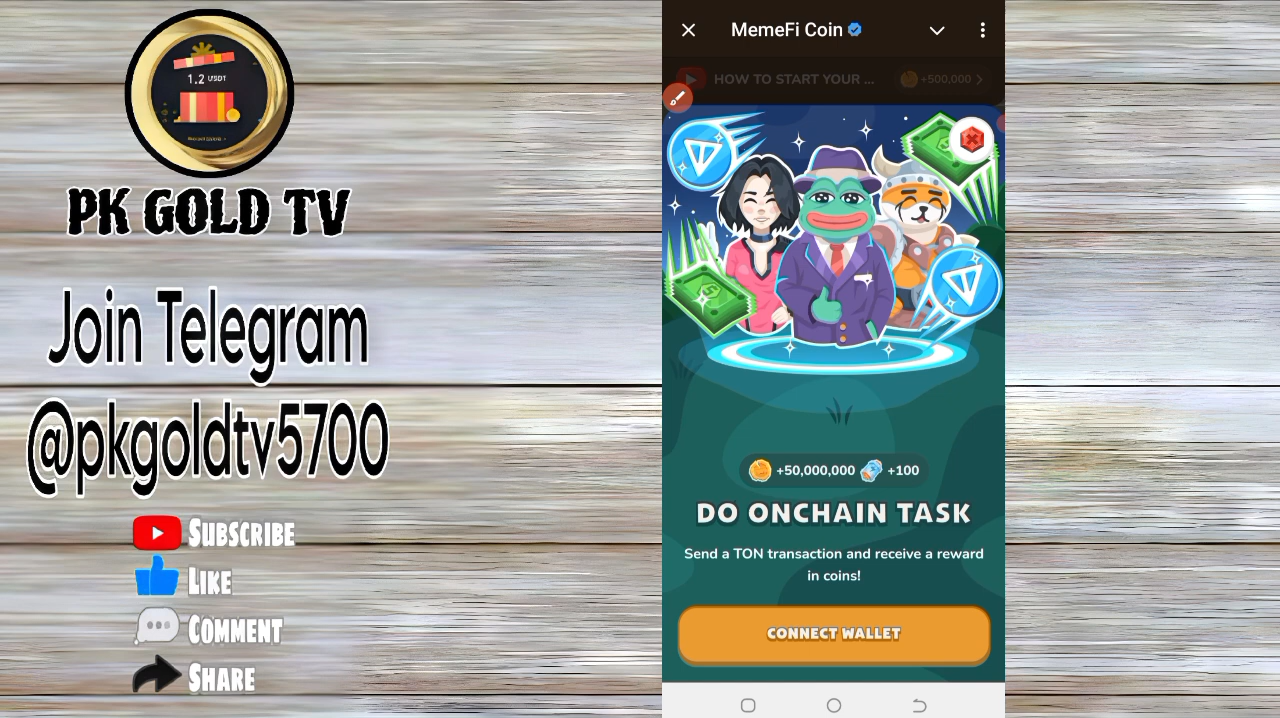 1.2 USDT
PK GOLD TV
Join Telegram
@pkgoldtv5700
SUBSCRIBE
LIKE
COMMENT
SHARE
MemeFi Coin
HOW TO START YOUR ...
+500,000
+50,000,000
+100
DO ONCHAIN TASK
Send a TON transaction and receive a reward
in coins!
CONNECT WALLET